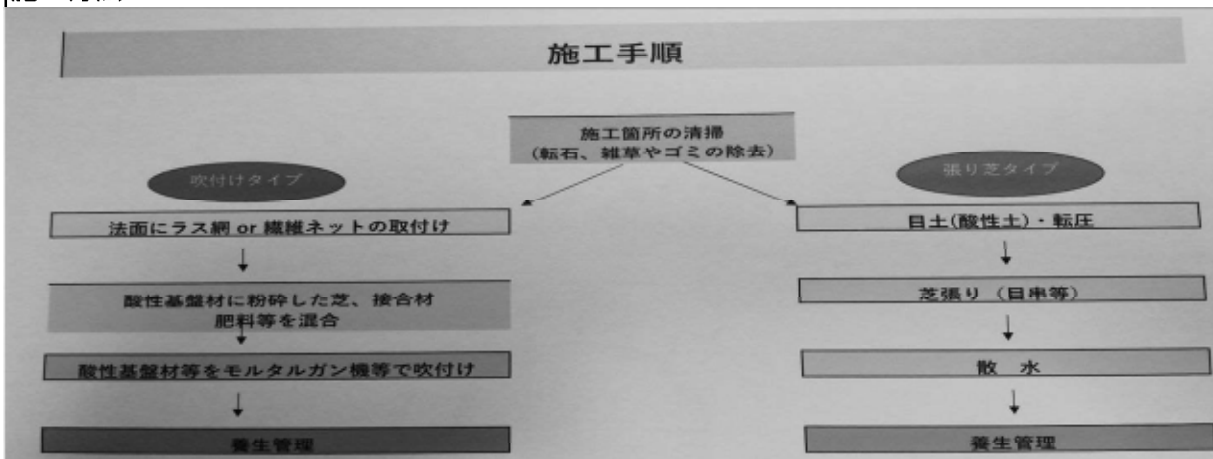 施工手順
施工箇所の清掃
(転石、雑草やゴミの除去)
吹付けタイプ
法面にラス網 or 繊維ネットの取付け
酸性基盤材に粉砕した芝、接合材
肥料等を混合
酸性基盤材等をモルタルガン機等で吹付け
養生管理
張り芝タイプ
目土(酸性土)・転圧
芝張り (目串等)
散 水
養生管理